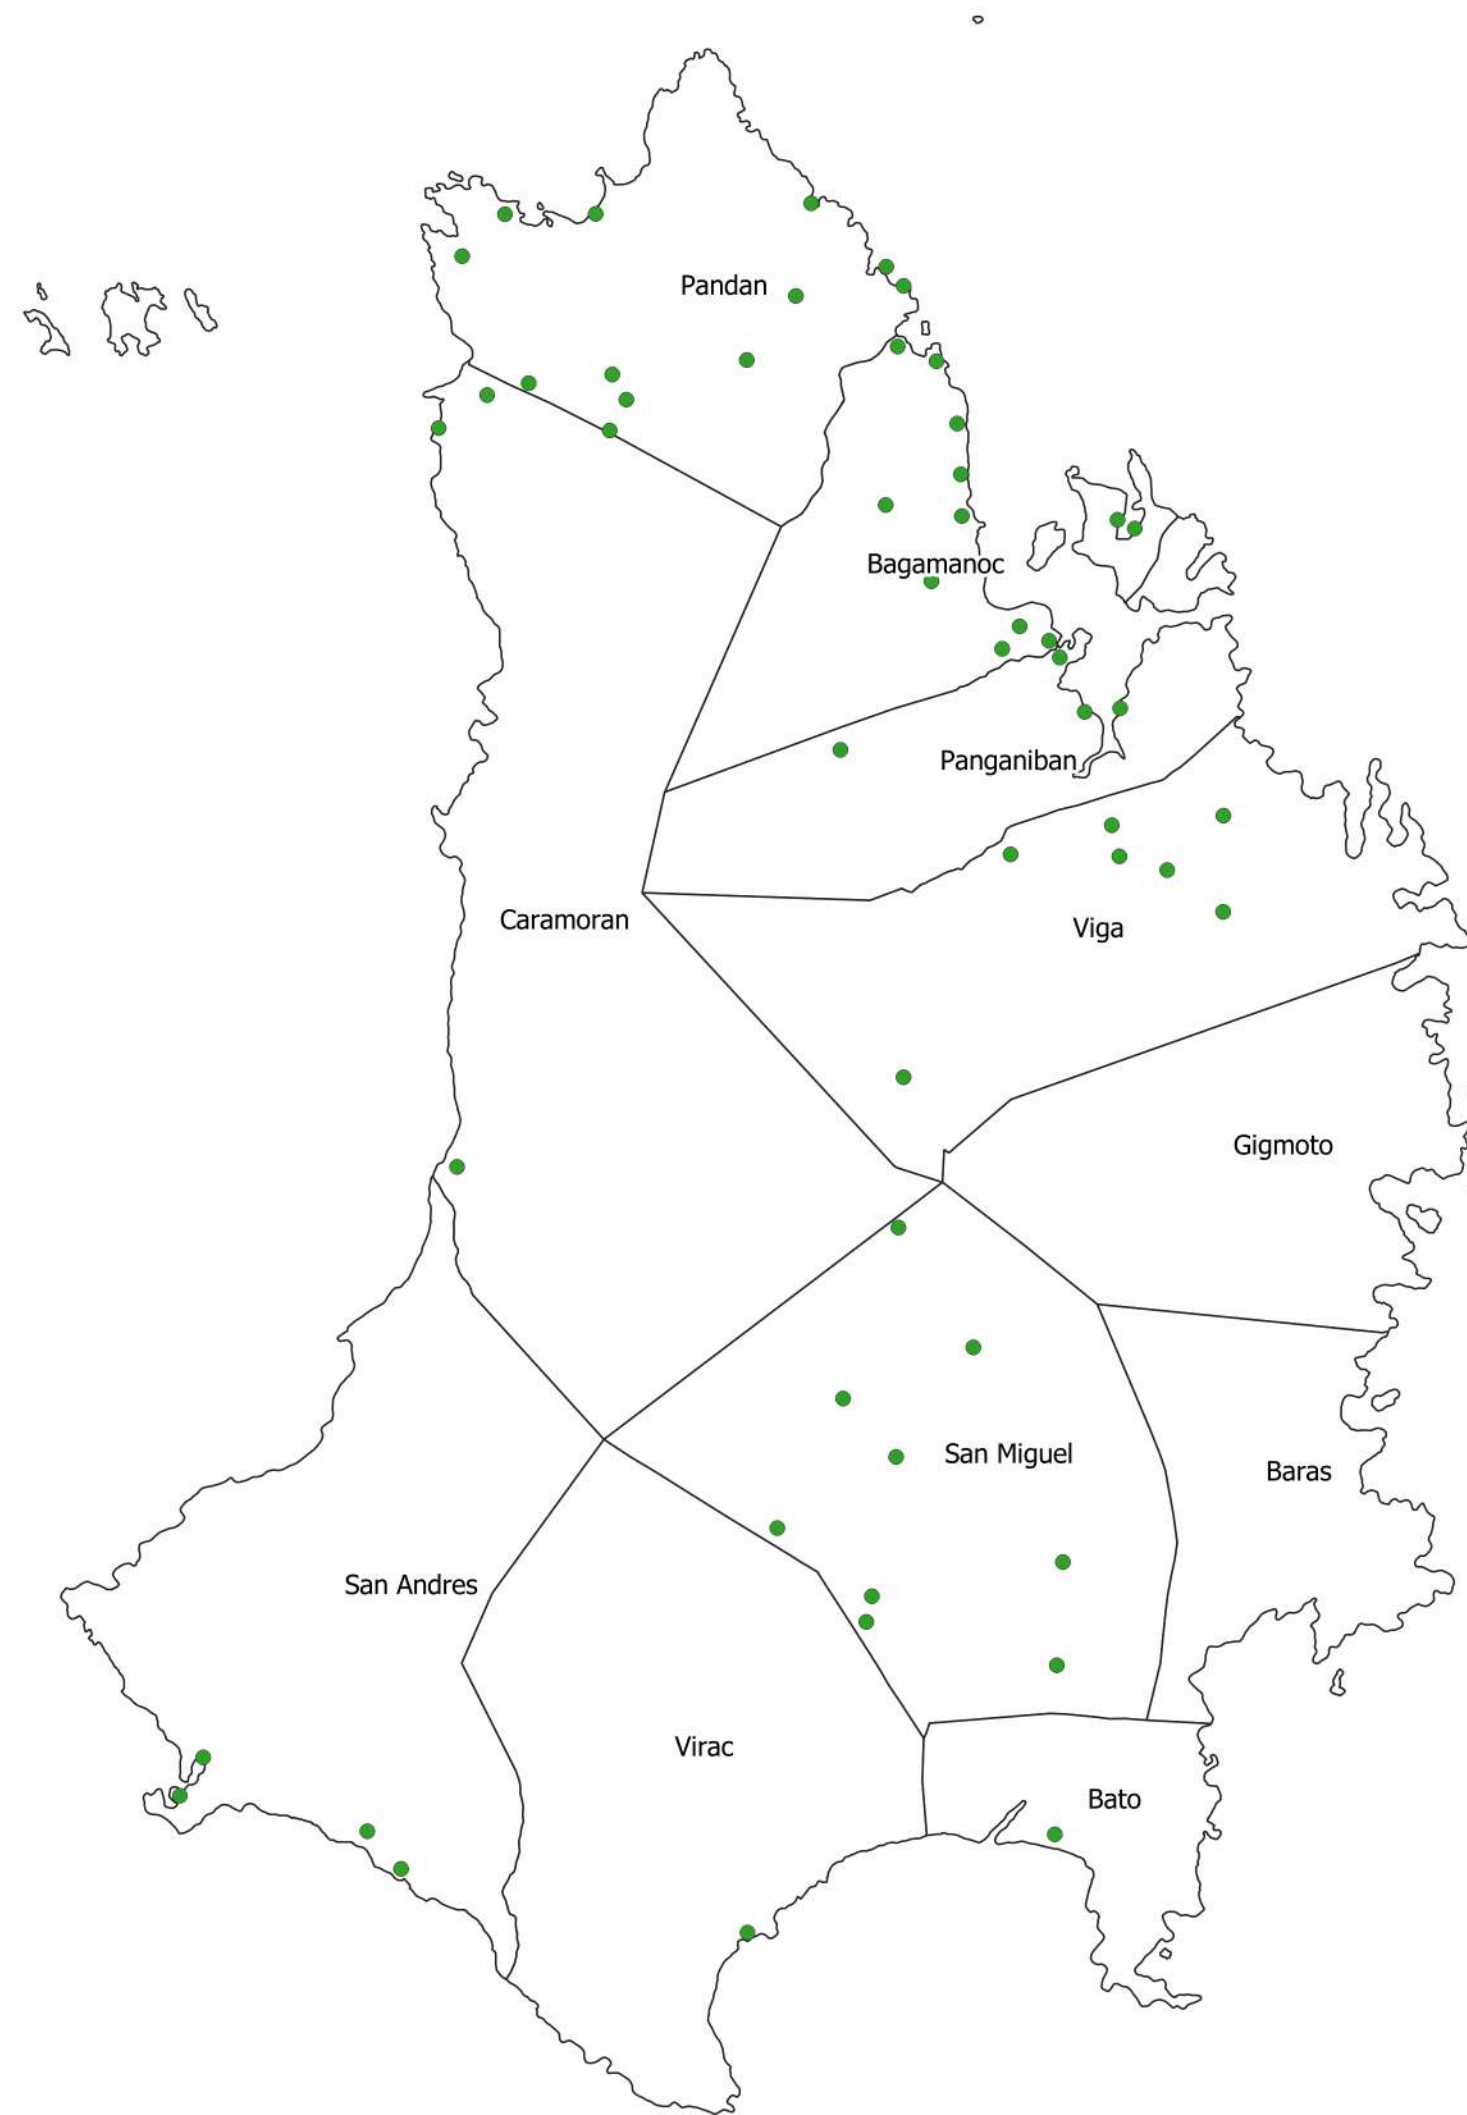 Pandan
Bagamanoc
Panganiban
Caramoran
Viga
Gigmoto
San Miguel
Baras
San Andres
Virac
Bato